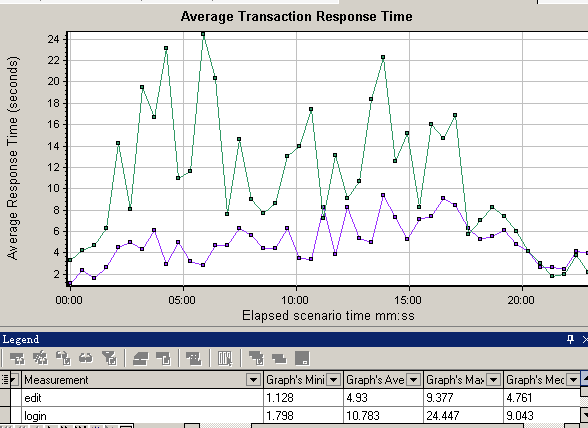 Average Transaction Response Time
Average Response Time (seconds)
24
22
20
18
16
14
12
10
8
6
4
2
00:00 05:00 10:00 15:00 20:00
Elapsed scenario time mm:ss
Legend
Measurement Graph's Mini Graph's Ave Graph's Max Graph's Med
edit 1.128 4.93 9.377 4.761
login 1.798 10.783 24.447 9.043